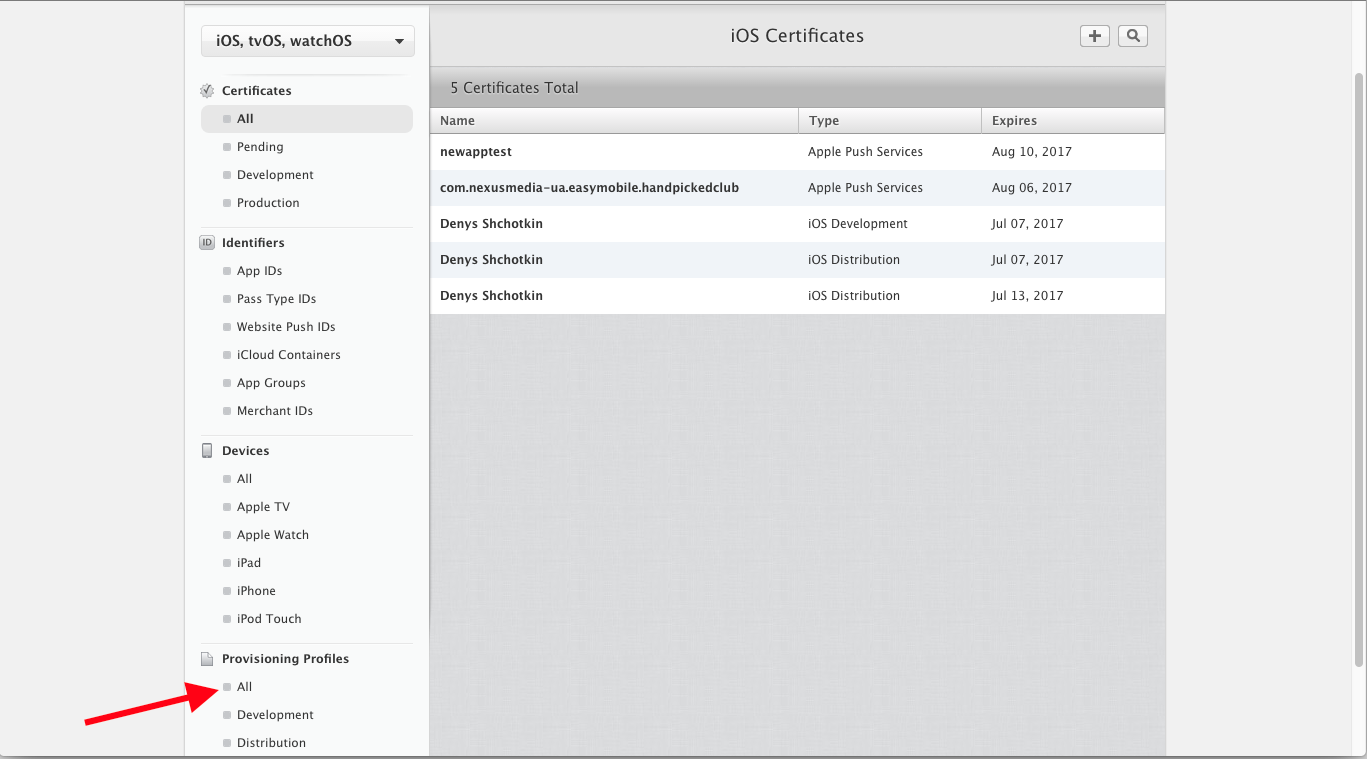 iOS, tvOS, watchOS
Certificates
All
Pending
Development
Production
ID Identifiers
App IDs
Pass Type IDs
Website Push IDs
iCloud Containers
App Groups
Merchant IDs
Devices
All
Apple TV
Apple Watch
iPad
iPhone
iPod Touch
Provisioning Profiles
All
Development
Distribution
iOS Certificates
5 Certificates Total
Name Type Expires
newapptest Apple Push Services Aug 10, 2017
com.nexusmedia-ua.easymobile.handpickedclub Apple Push Services Aug 06, 2017
Denys Shchotkin iOS Development Jul 07, 2017
Denys Shchotkin iOS Distribution Jul 07, 2017
Denys Shchotkin iOS Distribution Jul 13, 2017